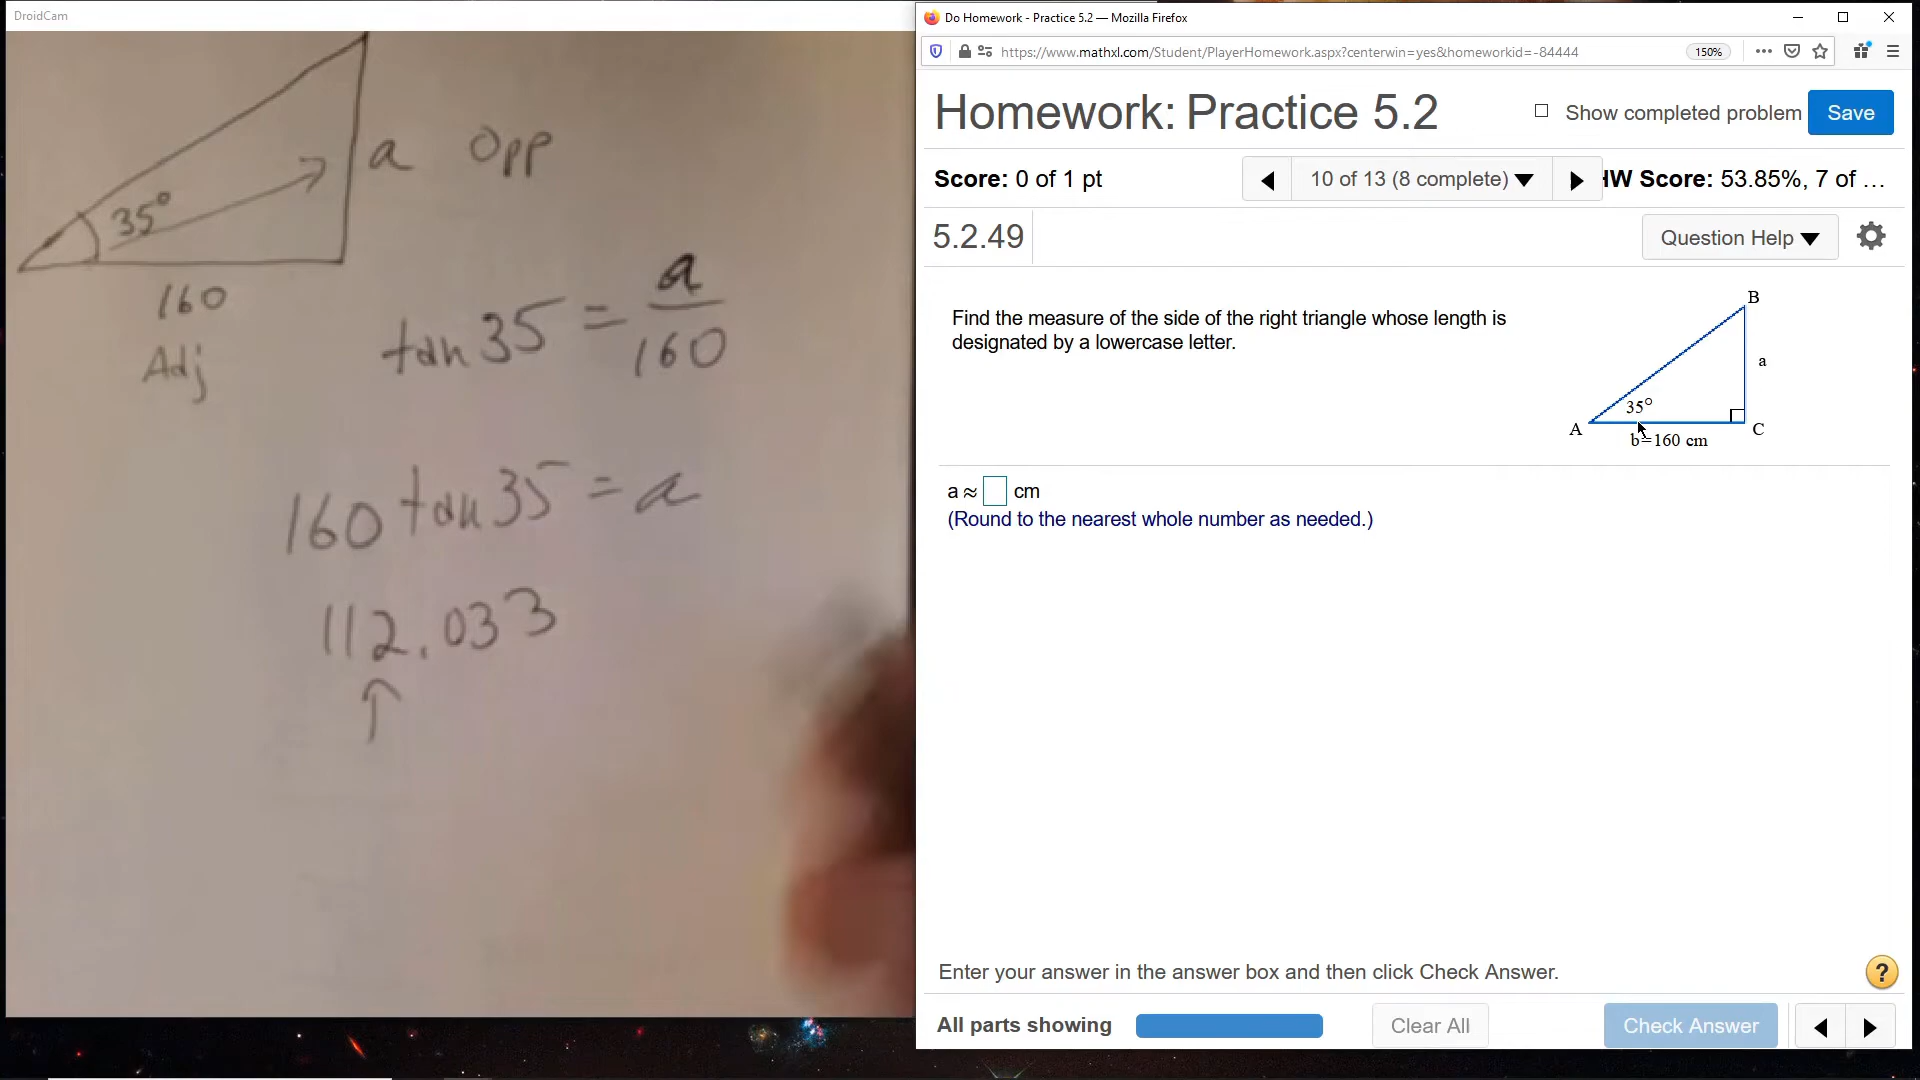 DroidCam
a Opp
35°
160
Adj
tan 35 = a
160
160 tan 35 = a
112.033
Do Homework - Practice 5.2 — Mozilla Firefox
https://www.mathxl.com/Student/PlayerHomework.aspx?centerwin=yes&homeworkid=-84444
150%
Homework: Practice 5.2
Show completed problem
Save
Score: 0 of 1 pt
10 of 13 (8 complete)
HW Score: 53.85%, 7 of …
5.2.49
Question Help
Find the measure of the side of the right triangle whose length is
designated by a lowercase letter.
B
a
35°
A
C
b=160 cm
a ≈ cm
(Round to the nearest whole number as needed.)
Enter your answer in the answer box and then click Check Answer.
?
All parts showing
Clear All
Check Answer